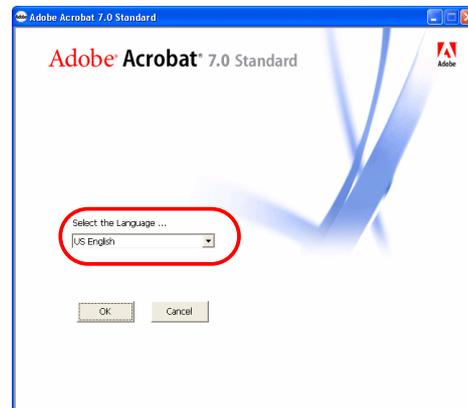 Adobe Acrobat 7.0 Standard
Adobe® Acrobat® 7.0 Standard
Adobe
Select the Language ...
US English
OK Cancel